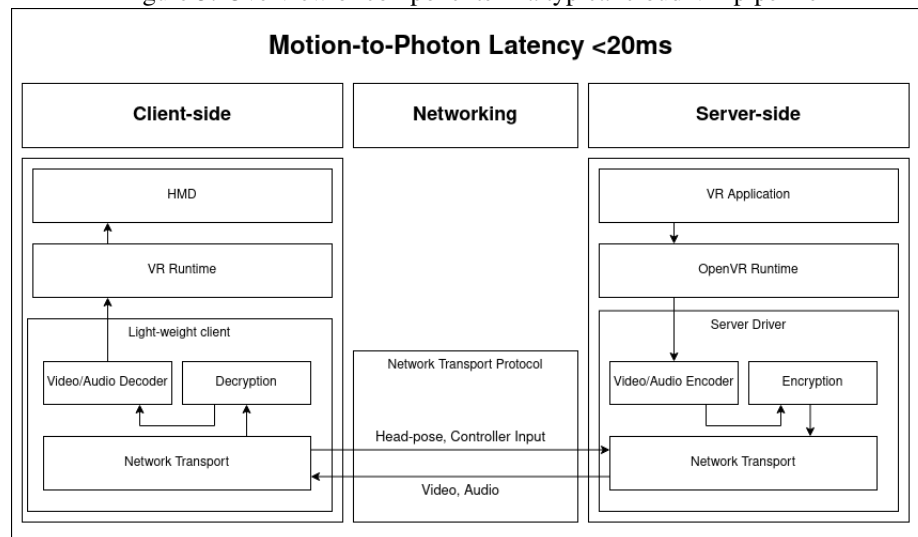 Motion-to-Photon Latency <20ms
Client-side
Networking
Server-side
HMD
VR Application
VR Runtime
OpenVR Runtime
Light-weight client
Server Driver
Network Transport Protocol
Video/Audio Decoder
Decryption
Video/Audio Encoder
Encryption
Head-pose, Controller Input
Network Transport
Network Transport
Video, Audio